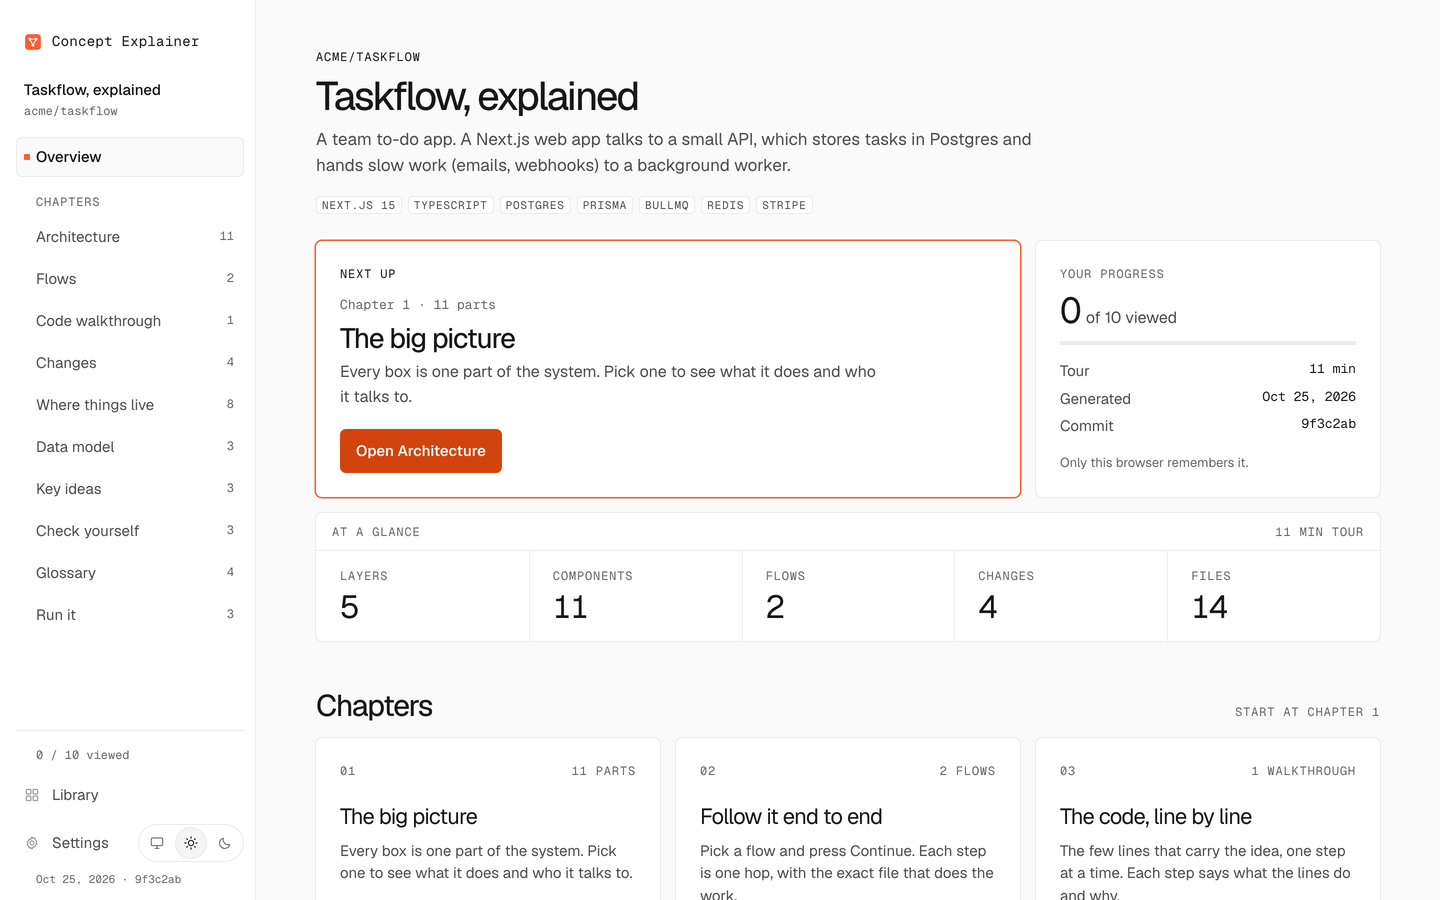 Concept Explainer
Taskflow, explained
acme/taskflow
Overview
CHAPTERS
Architecture 11
Flows 2
Code walkthrough 1
Changes 4
Where things live 8
Data model 3
Key ideas 3
Check yourself 3
Glossary 4
Run it 3
0 / 10 viewed
Library
Settings
Oct 25, 2026 · 9f3c2ab
ACME/TASKFLOW
Taskflow, explained
A team to-do app. A Next.js web app talks to a small API, which stores tasks in Postgres and
hands slow work (emails, webhooks) to a background worker.
NEXT.JS 15 TYPESCRIPT POSTGRES PRISMA BULLMQ REDIS STRIPE
NEXT UP
Chapter 1 · 11 parts
The big picture
Every box is one part of the system. Pick one to see what it does and who
it talks to.
Open Architecture
YOUR PROGRESS
0 of 10 viewed
Tour 11 min
Generated Oct 25, 2026
Commit 9f3c2ab
Only this browser remembers it.
AT A GLANCE 11 MIN TOUR
LAYERS COMPONENTS FLOWS CHANGES FILES
5 11 2 4 14
Chapters START AT CHAPTER 1
01 11 PARTS
The big picture
Every box is one part of the system. Pick
one to see what it does and who it talks to.
02 2 FLOWS
Follow it end to end
Pick a flow and press Continue. Each step
is one hop, with the exact file that does the
work.
03 1 WALKTHROUGH
The code, line by line
The few lines that carry the idea, one step
at a time. Each step says what the lines do
and why.